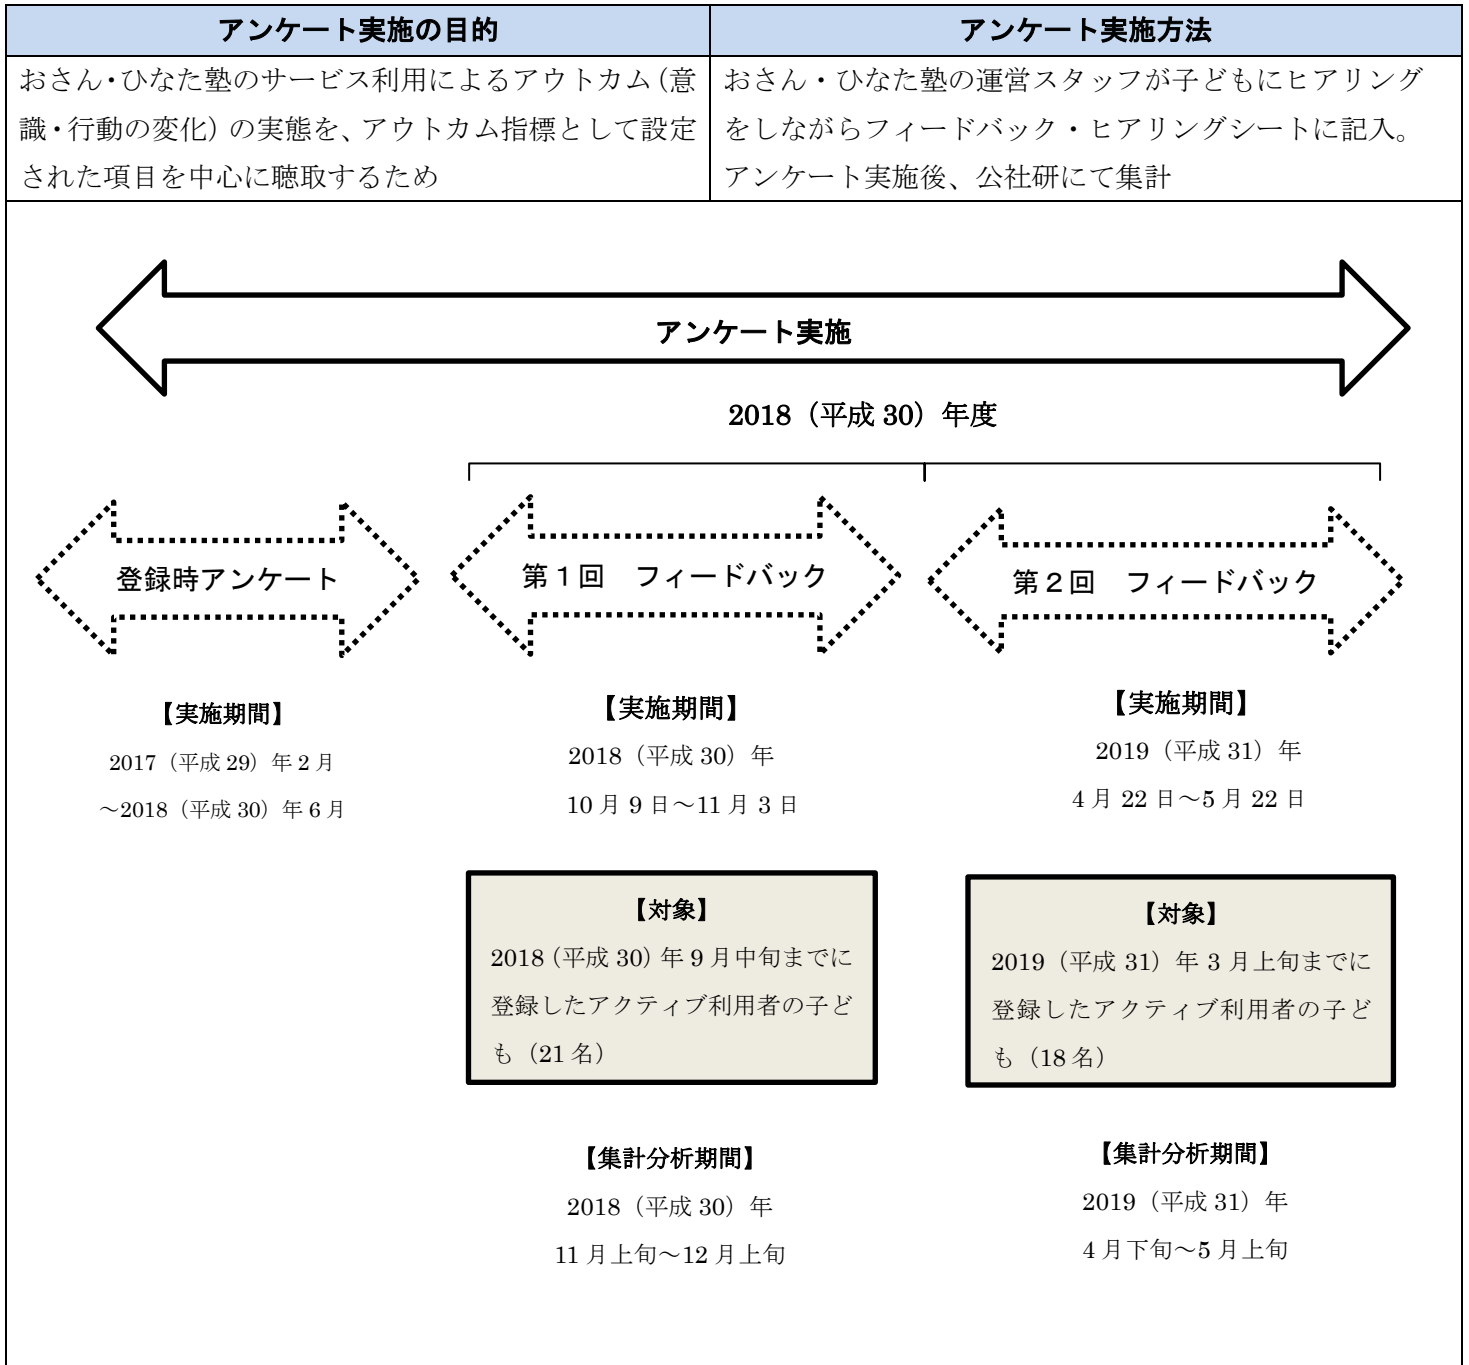 アンケート実施の目的
アンケート実施方法
おさん・ひなた塾のサービス利用によるアウトカム（意
識・行動の変化）の実態を、アウトカム指標として設定
された項目を中心に聴取するため
おさん・ひなた塾の運営スタッフが子どもにヒアリング
をしながらフィードバック・ヒアリングシートに記入。
アンケート実施後、公社研にて集計
アンケート実施
2018（平成 30）年度
登録時アンケート
第１回　フィードバック
第２回　フィードバック
【実施期間】
2017（平成 29）年 2 月
～2018（平成 30）年 6 月
【実施期間】
2018（平成 30）年
10 月 9 日～11 月 3 日
【実施期間】
2019（平成 31）年
4 月 22 日～5 月 22 日
【対象】
2018（平成 30）年 9 月中旬までに
登録したアクティブ利用者の子ど
も（21 名）
【対象】
2019（平成 31）年 3 月上旬までに
登録したアクティブ利用者の子ど
も（18 名）
【集計分析期間】
2018（平成 30）年
11 月上旬～12 月上旬
【集計分析期間】
2019（平成 31）年
4 月下旬～5 月上旬